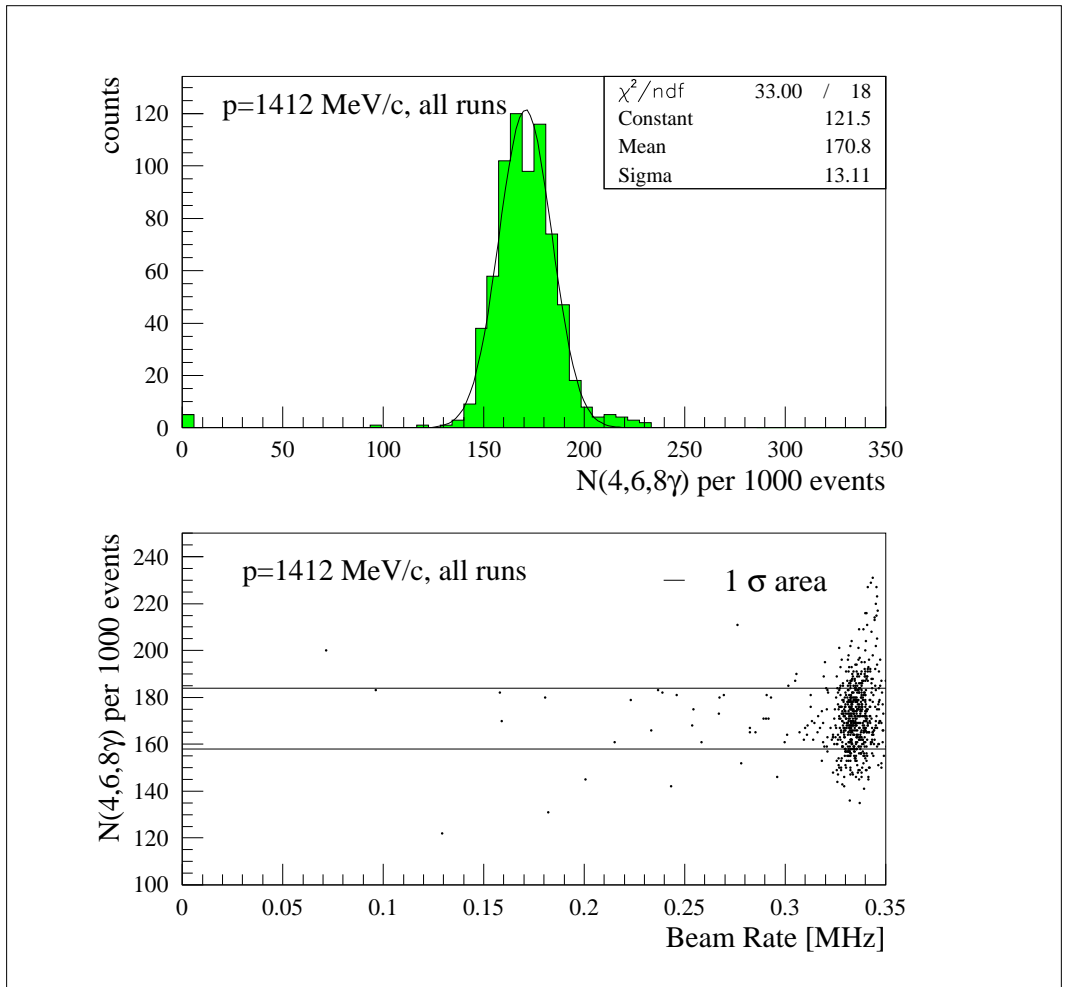 counts
120
100
80
60
40
20
0
p=1412 MeV/c, all runs
χ²/ndf 33.00 / 18
Constant 121.5
Mean 170.8
Sigma 13.11
0 50 100 150 200 250 300 350
N(4,6,8γ) per 1000 events
N(4,6,8γ) per 1000 events
240
220
200
180
160
140
120
100
p=1412 MeV/c, all runs
1 σ area
0 0.05 0.1 0.15 0.2 0.25 0.3 0.35
Beam Rate [MHz]